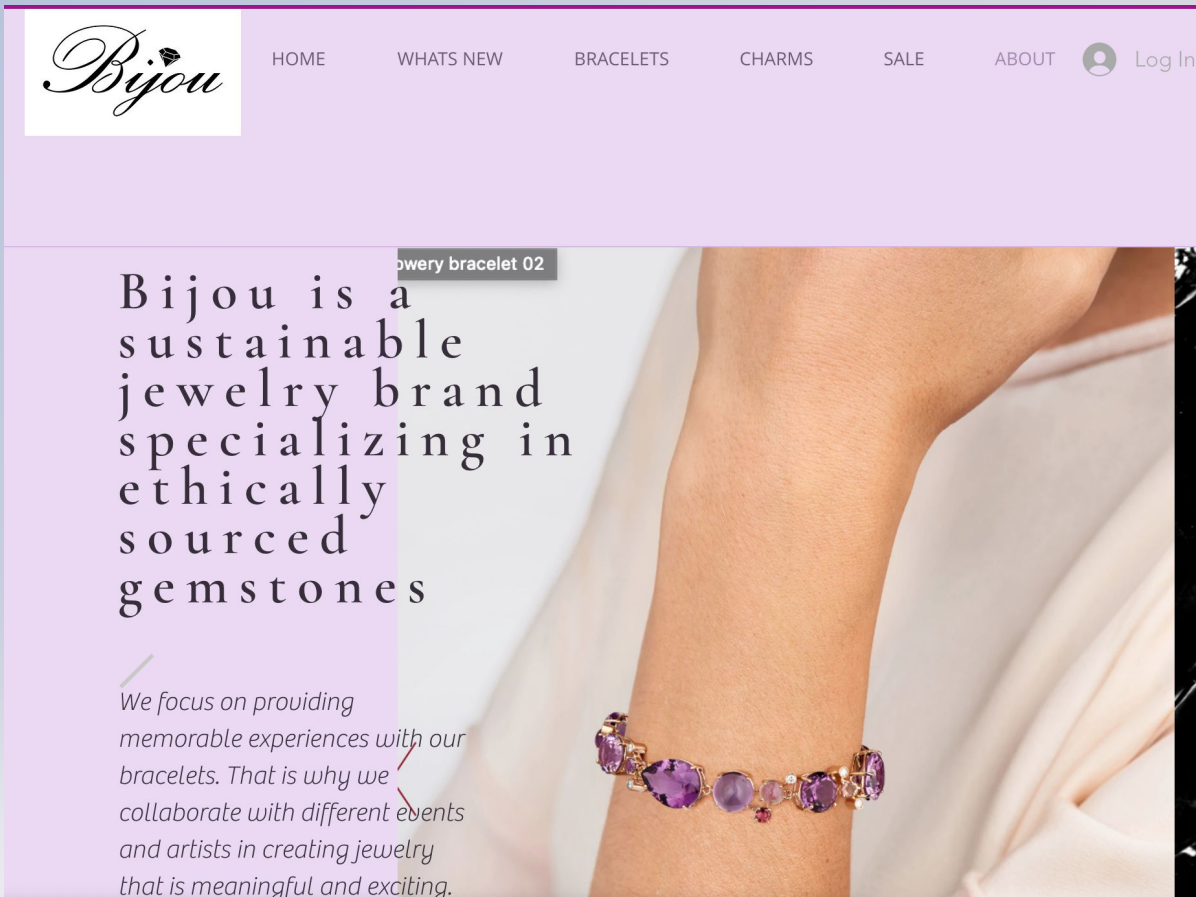 Bijou
HOME WHATS NEW BRACELETS CHARMS SALE ABOUT Log In
bracelet 02
Bijou is a
sustainable
jewelry brand
specializing in
ethically
sourced
gemstones
We focus on providing
memorable experiences with our
bracelets. That is why we
collaborate with different events
and artists in creating jewelry
that is meaningful and exciting.